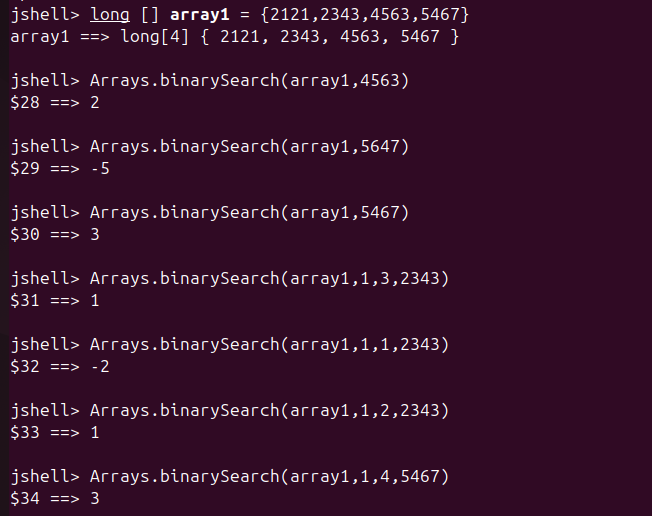 jshell> long [] array1 = {2121,2343,4563,5467}
array1 ==> long[4] { 2121, 2343, 4563, 5467 }
jshell> Arrays.binarySearch(array1,4563)
$28 ==> 2
jshell> Arrays.binarySearch(array1,5647)
$29 ==> -5
jshell> Arrays.binarySearch(array1,5467)
$30 ==> 3
jshell> Arrays.binarySearch(array1,1,3,2343)
$31 ==> 1
jshell> Arrays.binarySearch(array1,1,1,2343)
$32 ==> -2
jshell> Arrays.binarySearch(array1,1,2,2343)
$33 ==> 1
jshell> Arrays.binarySearch(array1,1,4,5467)
$34 ==> 3